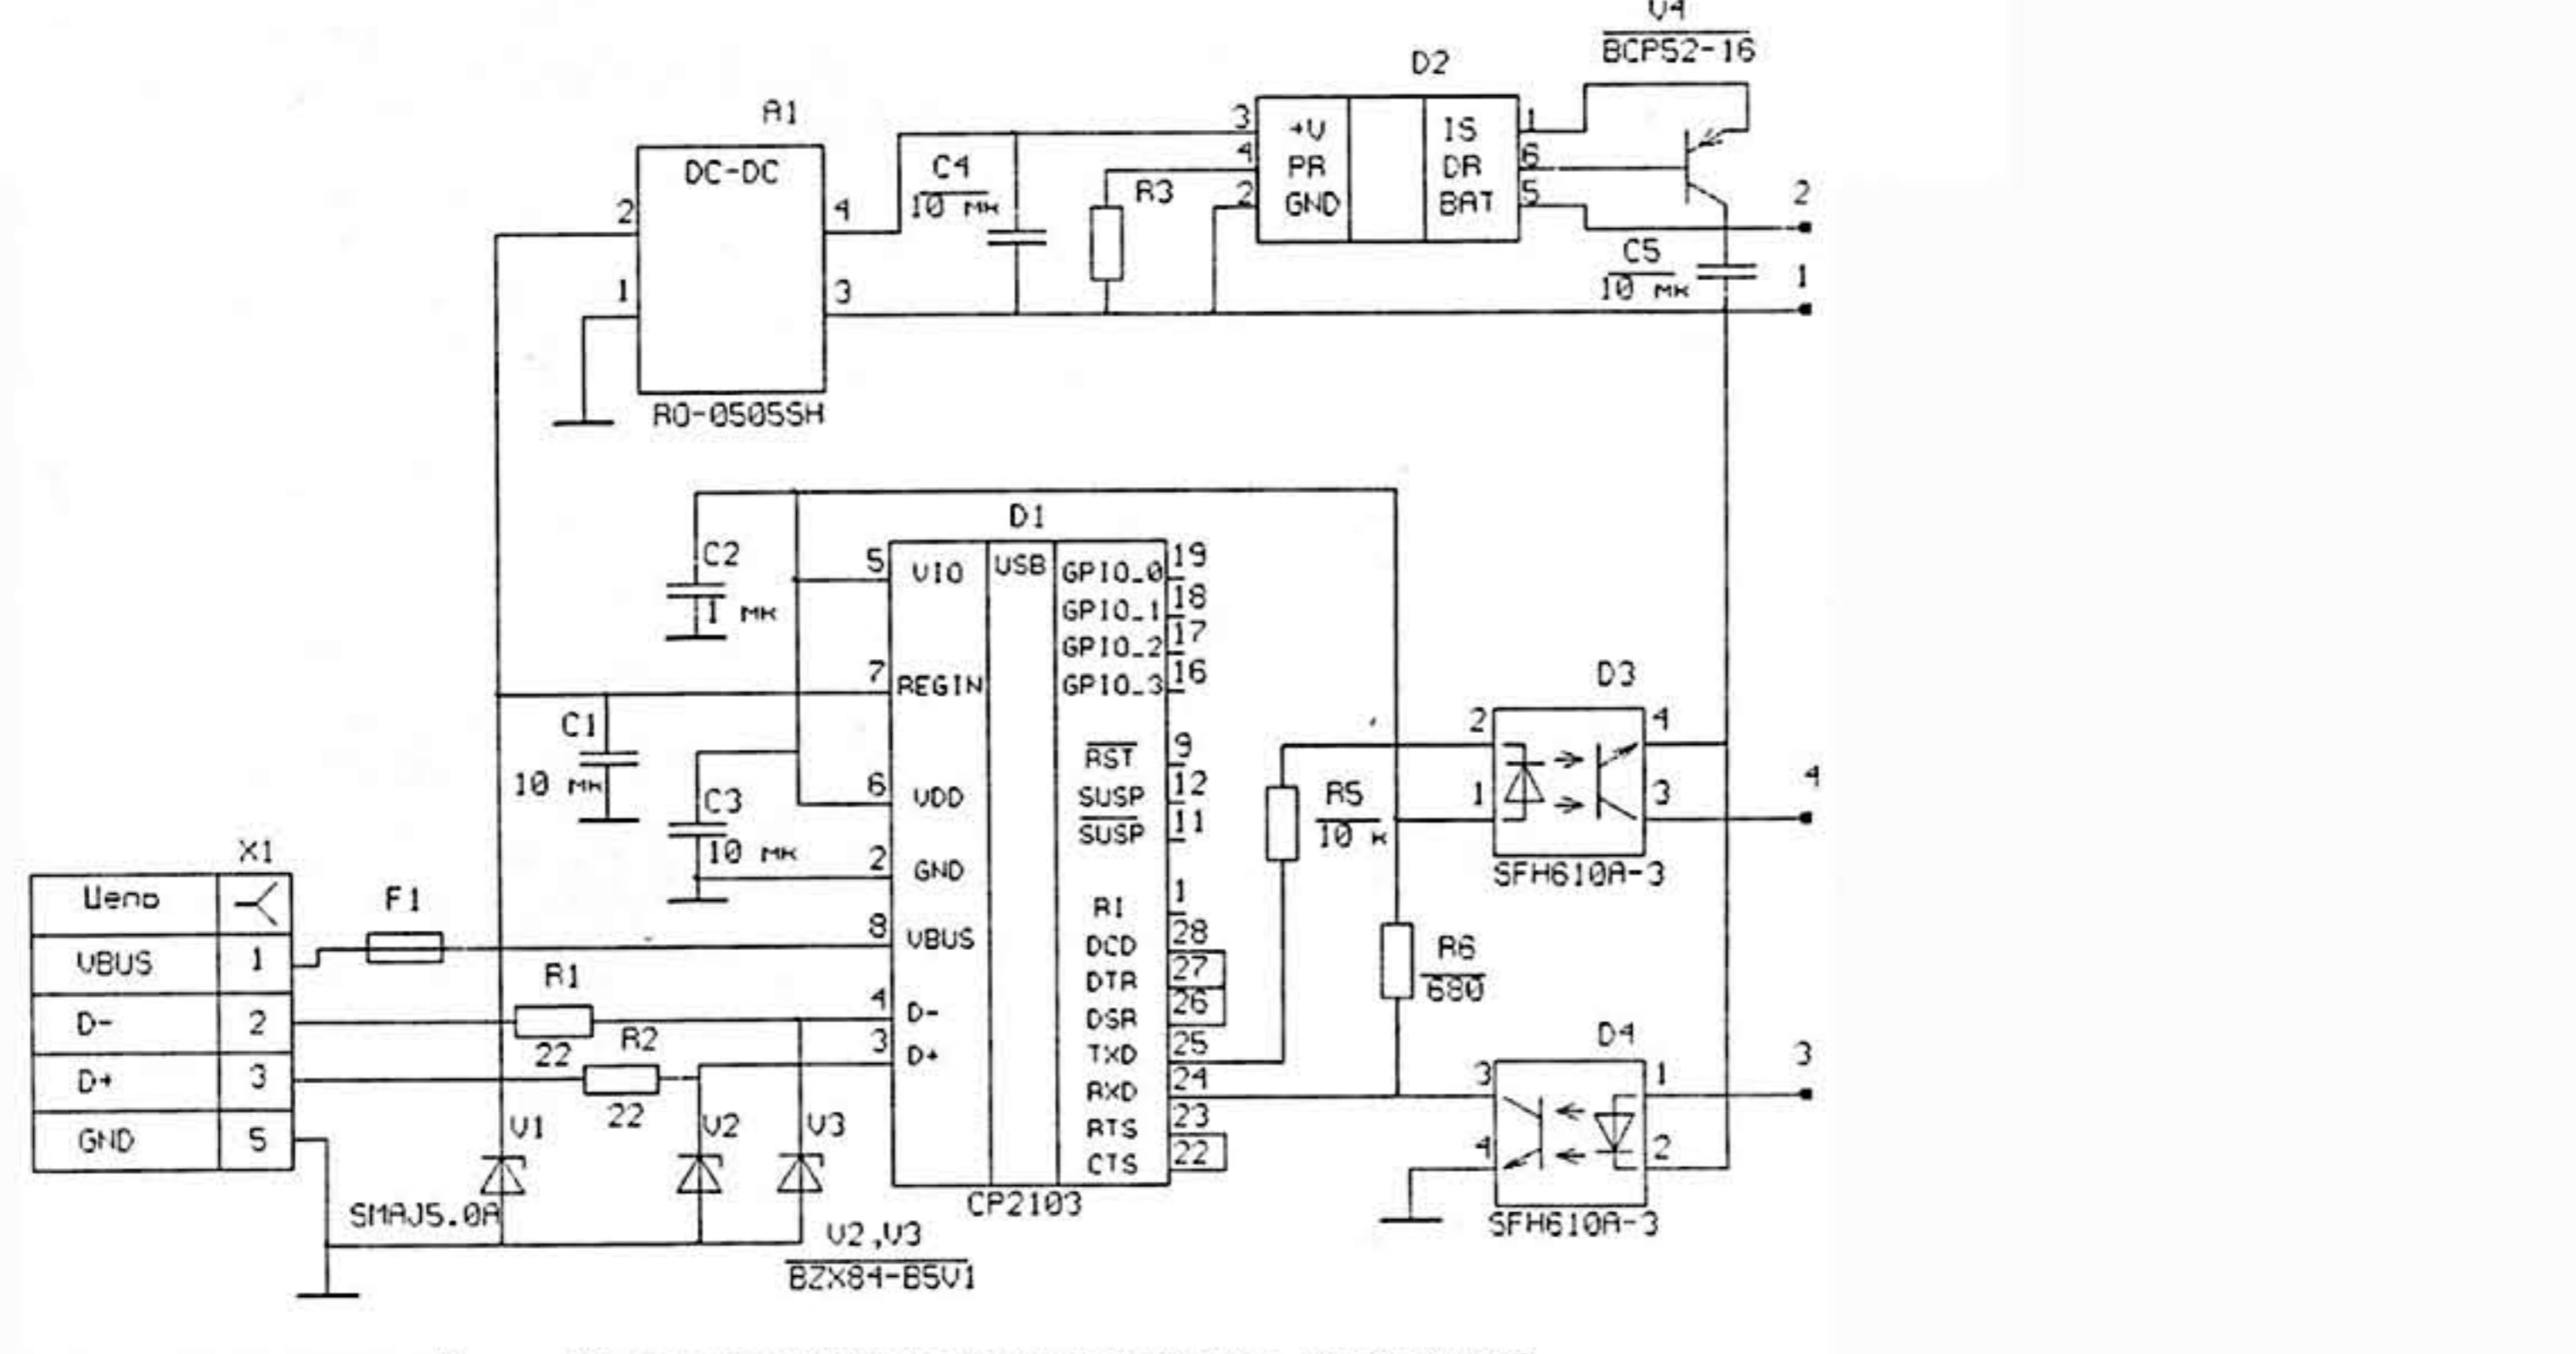 V4
BCP52-16
D2
A1
DC-DC
2
1
4
3
RO-0505SH
C4
10 мк
R3
3
4
2
+V
PR
GND
IS
DR
BAT
1
6
5
2
C5
10 мк
1
D1
C2
1 мк
C1
10 мк
C3
10 мк
5
7
6
2
8
4
3
VIO
REGIN
VDD
GND
VBUS
D-
D+
USB
GPIO_0
GPIO_1
GPIO_2
GPIO_3
RST
SUSP
SUSP
RI
DCD
DTR
DSR
TXD
RXD
RTS
CTS
19
18
17
16
9
12
11
1
28
27
26
25
24
23
22
CP2103
D3
2
1
4
3
4
SFH610A-3
R5
10 к
R6
680
D4
3
4
1
2
3
SFH610A-3
X1
Цепь
VBUS 1
D- 2
D+ 3
GND 5
F1
R1
22
R2
22
V1
V2
V3
SMAJ5.0A
V2,V3
BZX84-B5V1